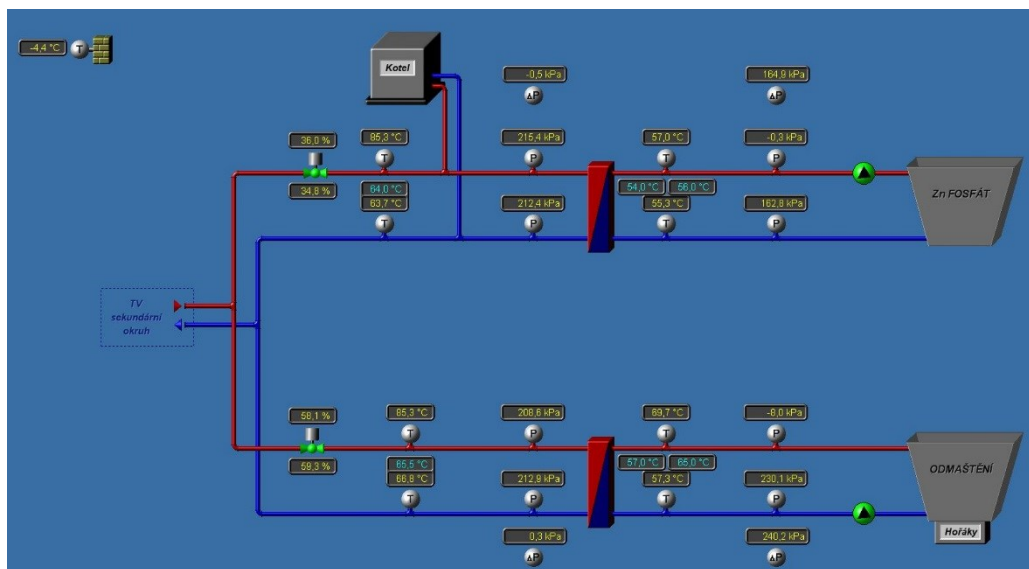 -4,4 °C
T
Kotel
-0,5 kPa
164,9 kPa
ΔP
ΔP
36,0 %
85,3 °C
215,4 kPa
57,0 °C
-0,3 kPa
T
P
T
P
34,8 %
64,0 °C
54,0 °C
56,0 °C
Zn FOSFÁT
63,7 °C
212,4 kPa
55,3 °C
162,8 kPa
T
P
T
P
TV
sekundární
okruh
58,1 %
85,3 °C
208,6 kPa
69,7 °C
-8,0 kPa
T
P
T
P
59,3 %
65,5 °C
57,0 °C
65,0 °C
ODMAŠTĚNÍ
66,8 °C
212,9 kPa
57,3 °C
230,1 kPa
T
P
T
P
Hořáky
0,3 kPa
240,2 kPa
ΔP
ΔP